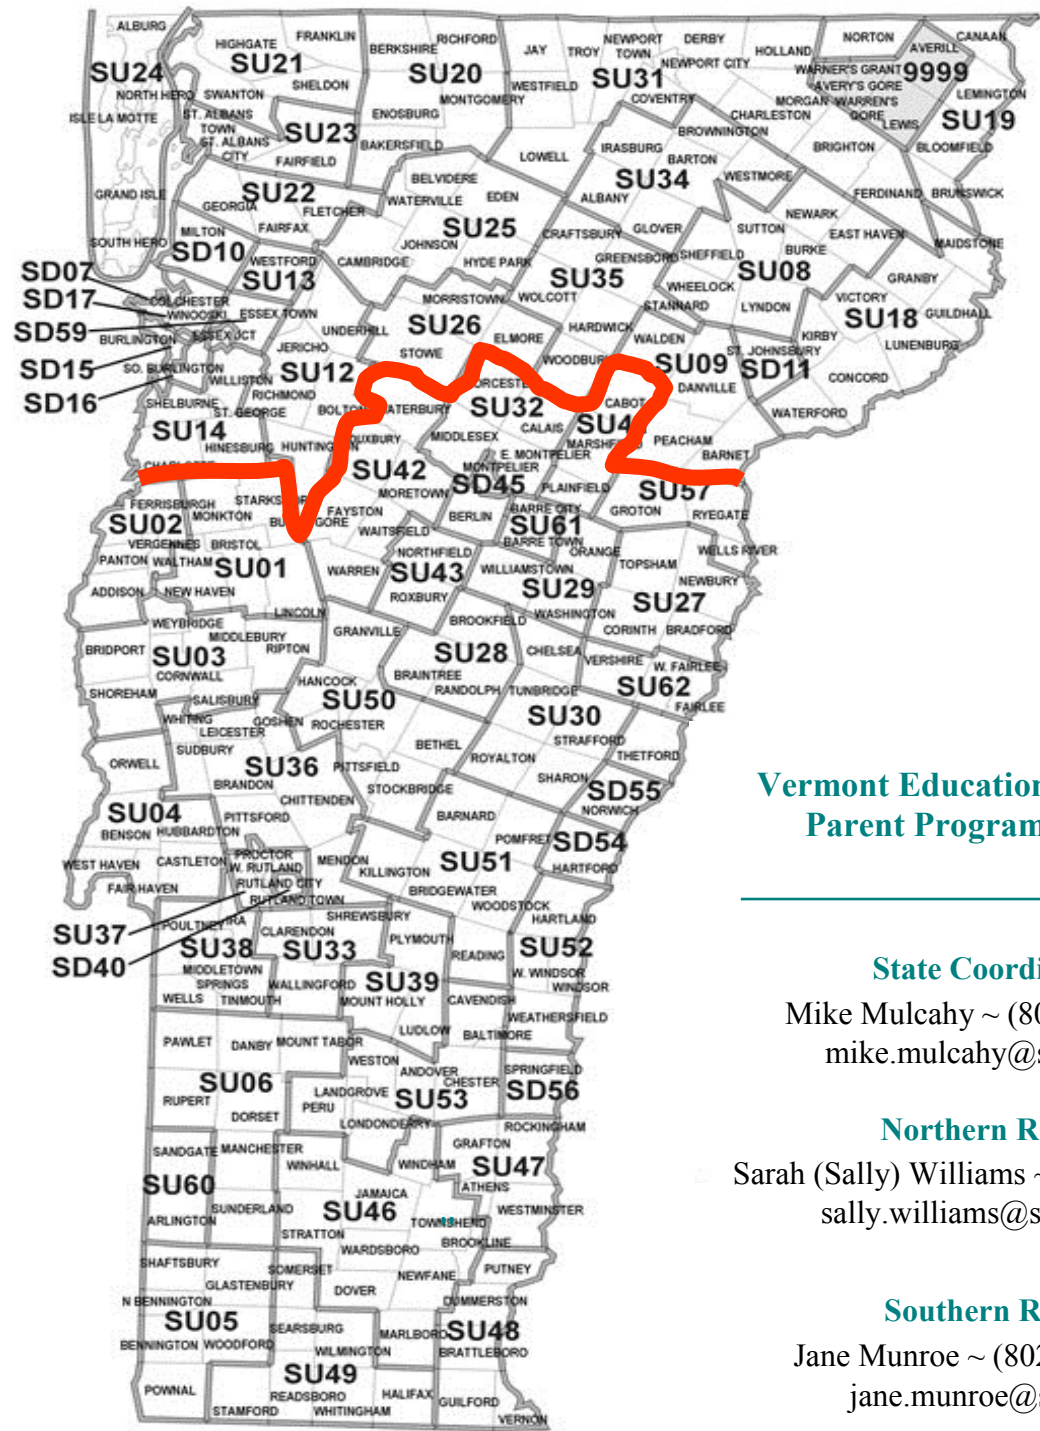 ALBURG
HIGHGATE
FRANKLIN
BERKSHIRE
RICHFORD
JAY
TROY
NEWPORT TOWN
DERBY
NEWPORT CITY
HOLLAND
NORTON
AVERILL
CANAAN
SU24
SU21
SU20
SU31
WARNER'S GRANT
9999
NORTH HERO
SWANTON
SHELDON
MONTGOMERY
WESTFIELD
COVENTRY
MORGAN
AVERY'S GORE
WARREN'S GORE
LEWIS
LEMINGTON
SU19
ISLE LA MOTTE
ST. ALBANS TOWN
SU23
ENOSBURG
CHARLESTON
BLOOMFIELD
ST. ALBANS CITY
FAIRFIELD
BAKERSFIELD
LOWELL
IRASBURG
BROWNINGTON
BARTON
BRIGHTON
GRAND ISLE
SU22
BELVIDERE
SU34
WESTMORE
FERDINAND
BRUNSWICK
GEORGIA
FLETCHER
WATERVILLE
EDEN
ALBANY
NEWARK
FAIRFAX
SU25
CRAFTSBURY
GLOVER
SUTTON
EAST HAVEN
MAIDSTONE
SOUTH HERO
MILTON
SD10
WESTFORD
CAMBRIDGE
JOHNSON
HYDE PARK
GREENSBORO
SHEFFIELD
BURKE
SD07
SU13
SU35
SU08
GRANBY
SD17
COLCHESTER
WINOOSKI
ESSEX TOWN
MORRISTOWN
WOLCOTT
STANNARD
WHEELOCK
LYNDON
VICTORY
SU18
GUILDHALL
SD59
BURLINGTON
ESSEX JCT
UNDERHILL
SU26
ELMORE
HARDWICK
WALDEN
KIRBY
LUNENBURG
JERICHO
STOWE
ST. JOHNSBURY
SD15
SO. BURLINGTON
WILLISTON
SU12
WOODBURY
SU09
SD11
CONCORD
SD16
SHELBURNE
RICHMOND
DANVILLE
ST. GEORGE
BOLTON
SU32
CABOT
WATERFORD
SU14
CALAIS
PEACHAM
HINESBURG
HUNTINGTON
MIDDLESEX
BARNET
E. MONTPELIER
SU42
MONTPELIER
SD45
PLAINFIELD
SU57
FERRISBURGH
MORETOWN
BARRE CITY
GROTON
SU02
MONKTON
FAYSTON
BERLIN
SU61
RYEGATE
VERGENNES
BRISTOL
WAITSFIELD
BARRE TOWN
ORANGE
WELLS RIVER
PANTON
WALTHAM
SU01
NORTHFIELD
WILLIAMSTOWN
TOPSHAM
WARREN
SU43
SU29
NEWBURY
ADDISON
NEW HAVEN
ROXBURY
SU27
LINCOLN
WASHINGTON
WEYBRIDGE
BROOKFIELD
CORINTH
BRADFORD
MIDDLEBURY
GRANVILLE
BRIDPORT
SU03
RIPTON
SU28
CHELSEA
VERSHIRE
W. FAIRLEE
CORNWALL
HANCOCK
BRAINTREE
SU62
SHOREHAM
SALISBURY
SU50
RANDOLPH
TUNBRIDGE
FAIRLEE
WHITING
GOSHEN
ROCHESTER
SU30
LEICESTER
SUDBURY
BETHEL
STRAFFORD
ORWELL
SU36
PITTSFIELD
ROYALTON
THETFORD
BRANDON
STOCKBRIDGE
SHARON
SD55
CHITTENDEN
NORWICH
SU04
PITTSFORD
BARNARD
BENSON
HUBBARDTON
POMFRET
SD54
WEST HAVEN
CASTLETON
PROCTOR
MENDON
SU51
W. RUTLAND
KILLINGTON
HARTFORD
FAIR HAVEN
RUTLAND CITY
BRIDGEWATER
RUTLAND TOWN
WOODSTOCK
HARTLAND
SU37
POULTNEY
IRA
SHREWSBURY
SD40
SU38
CLARENDON
SU33
PLYMOUTH
SU52
MIDDLETOWN SPRINGS
READING
WALLINGFORD
SU39
W. WINDSOR
WINDSOR
WELLS
TINMOUTH
MOUNT HOLLY
CAVENDISH
WEATHERSFIELD
PAWLET
DANBY
MOUNT TABOR
LUDLOW
BALTIMORE
WESTON
ANDOVER
SPRINGFIELD
SU06
LANDGROVE
CHESTER
SD56
RUPERT
PERU
SU53
DORSET
LONDONDERRY
ROCKINGHAM
GRAFTON
SANDGATE
MANCHESTER
WINHALL
WINDHAM
SU47
SU60
JAMAICA
ATHENS
SUNDERLAND
SU46
WESTMINSTER
ARLINGTON
STRATTON
TOWNSHEND
WARDSBORO
BROOKLINE
SHAFTSBURY
SOMERSET
NEWFANE
PUTNEY
GLASTENBURY
DOVER
N BENNINGTON
DUMMERSTON
SU05
SEARSBURG
MARLBORO
SU48
BENNINGTON
WOODFORD
WILMINGTON
BRATTLEBORO
SU49
POWNAL
READSBORO
HALIFAX
GUILFORD
STAMFORD
WHITINGHAM
VERNON
Vermont Education
Parent Program
State Coordi
Mike Mulcahy ~ (80
mike.mulcahy@s
Northern R
Sarah (Sally) Williams ~
sally.williams@s
Southern R
Jane Munroe ~ (802
jane.munroe@s